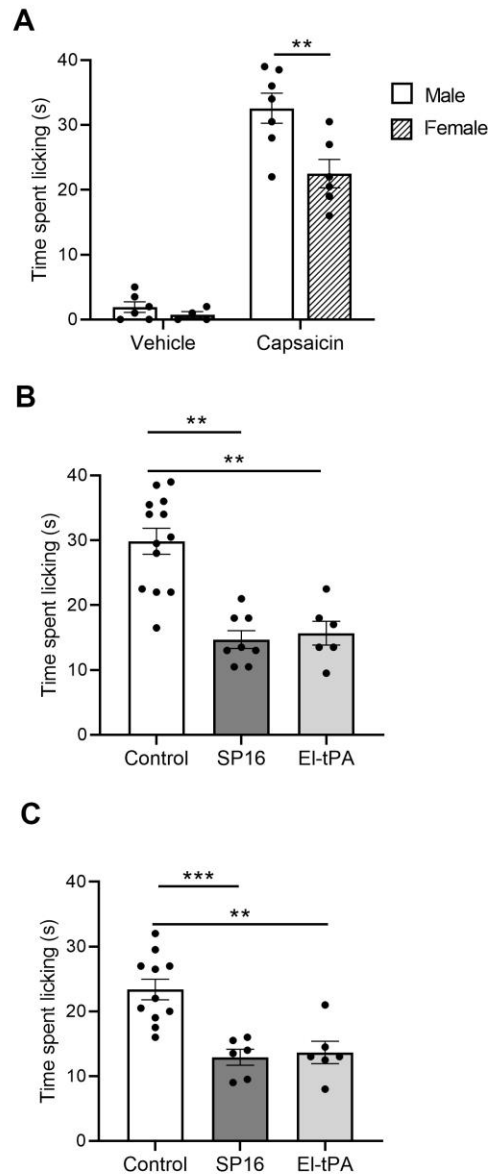 A
**
Time spent licking (s)
40
30
20
10
0
Vehicle
Capsaicin
Male
Female
B
**
**
Time spent licking (s)
40
30
20
10
0
Control
SP16
EI-tPA
C
***
**
Time spent licking (s)
40
30
20
10
0
Control
SP16
EI-tPA